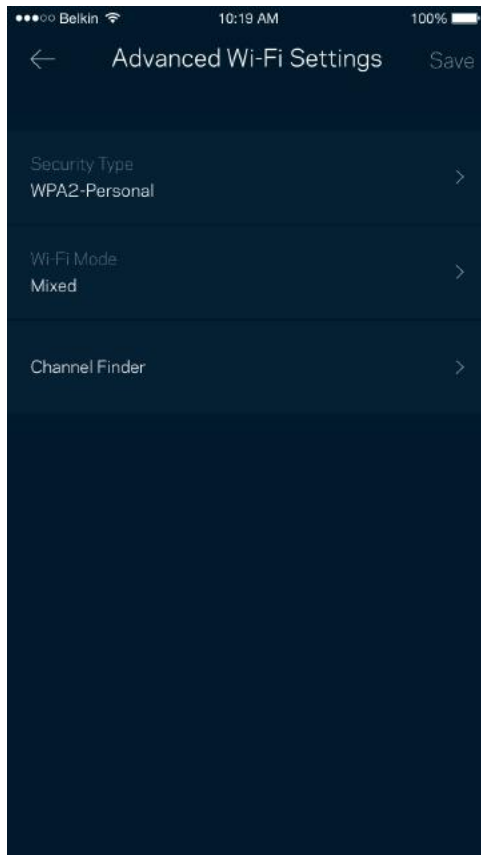 Belkin 10:19 AM 100%
Advanced Wi-Fi Settings Save
Security Type
WPA2-Personal
Wi-Fi Mode
Mixed
Channel Finder